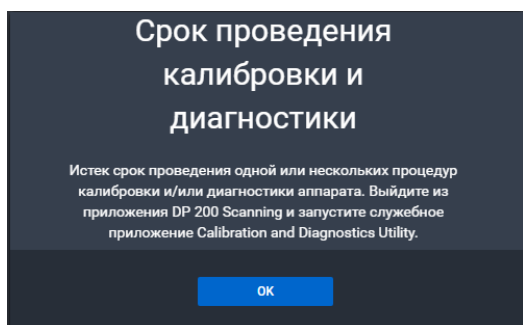 Срок проведения
калибровки и
диагностики
Истек срок проведения одной или нескольких процедур
калибровки и/или диагностики аппарата. Выйдите из
приложения DP 200 Scanning и запустите служебное
приложение Calibration and Diagnostics Utility.
OK